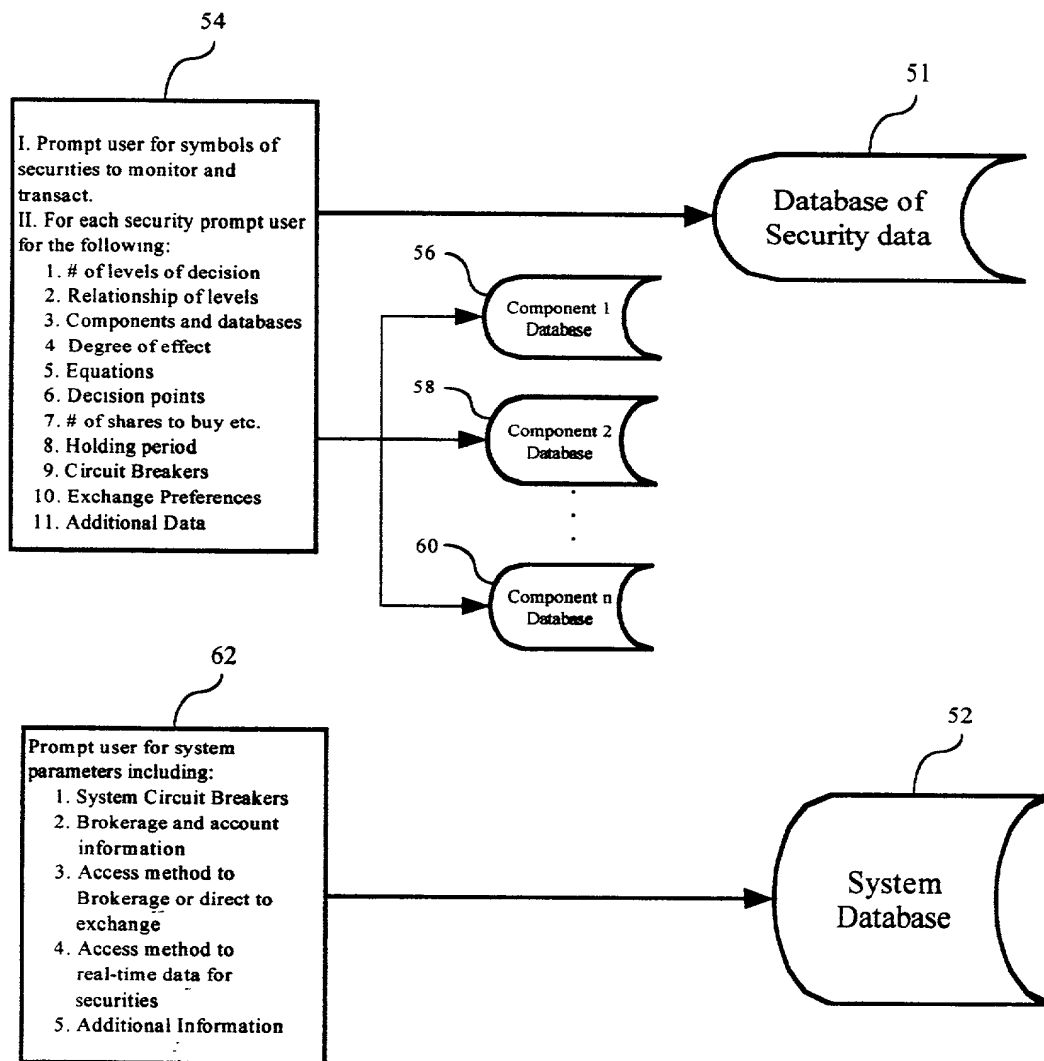 54
I. Prompt user for symbols of
securities to monitor and
transact.
II. For each security prompt user
for the following:
1. # of levels of decision
2. Relationship of levels
3. Components and databases
4 Degree of effect
5. Equations
6. Decision points
7. # of shares to buy etc.
8. Holding period
9. Circuit Breakers
10. Exchange Preferences
11. Additional Data
51
Database of
Security data
56
Component 1
Database
58
Component 2
Database
60
Component n
Database
62
Prompt user for system
parameters including:
1. System Circuit Breakers
2. Brokerage and account
information
3. Access method to
Brokerage or direct to
exchange
4. Access method to
real-time data for
securities
5. Additional Information
52
System
Database